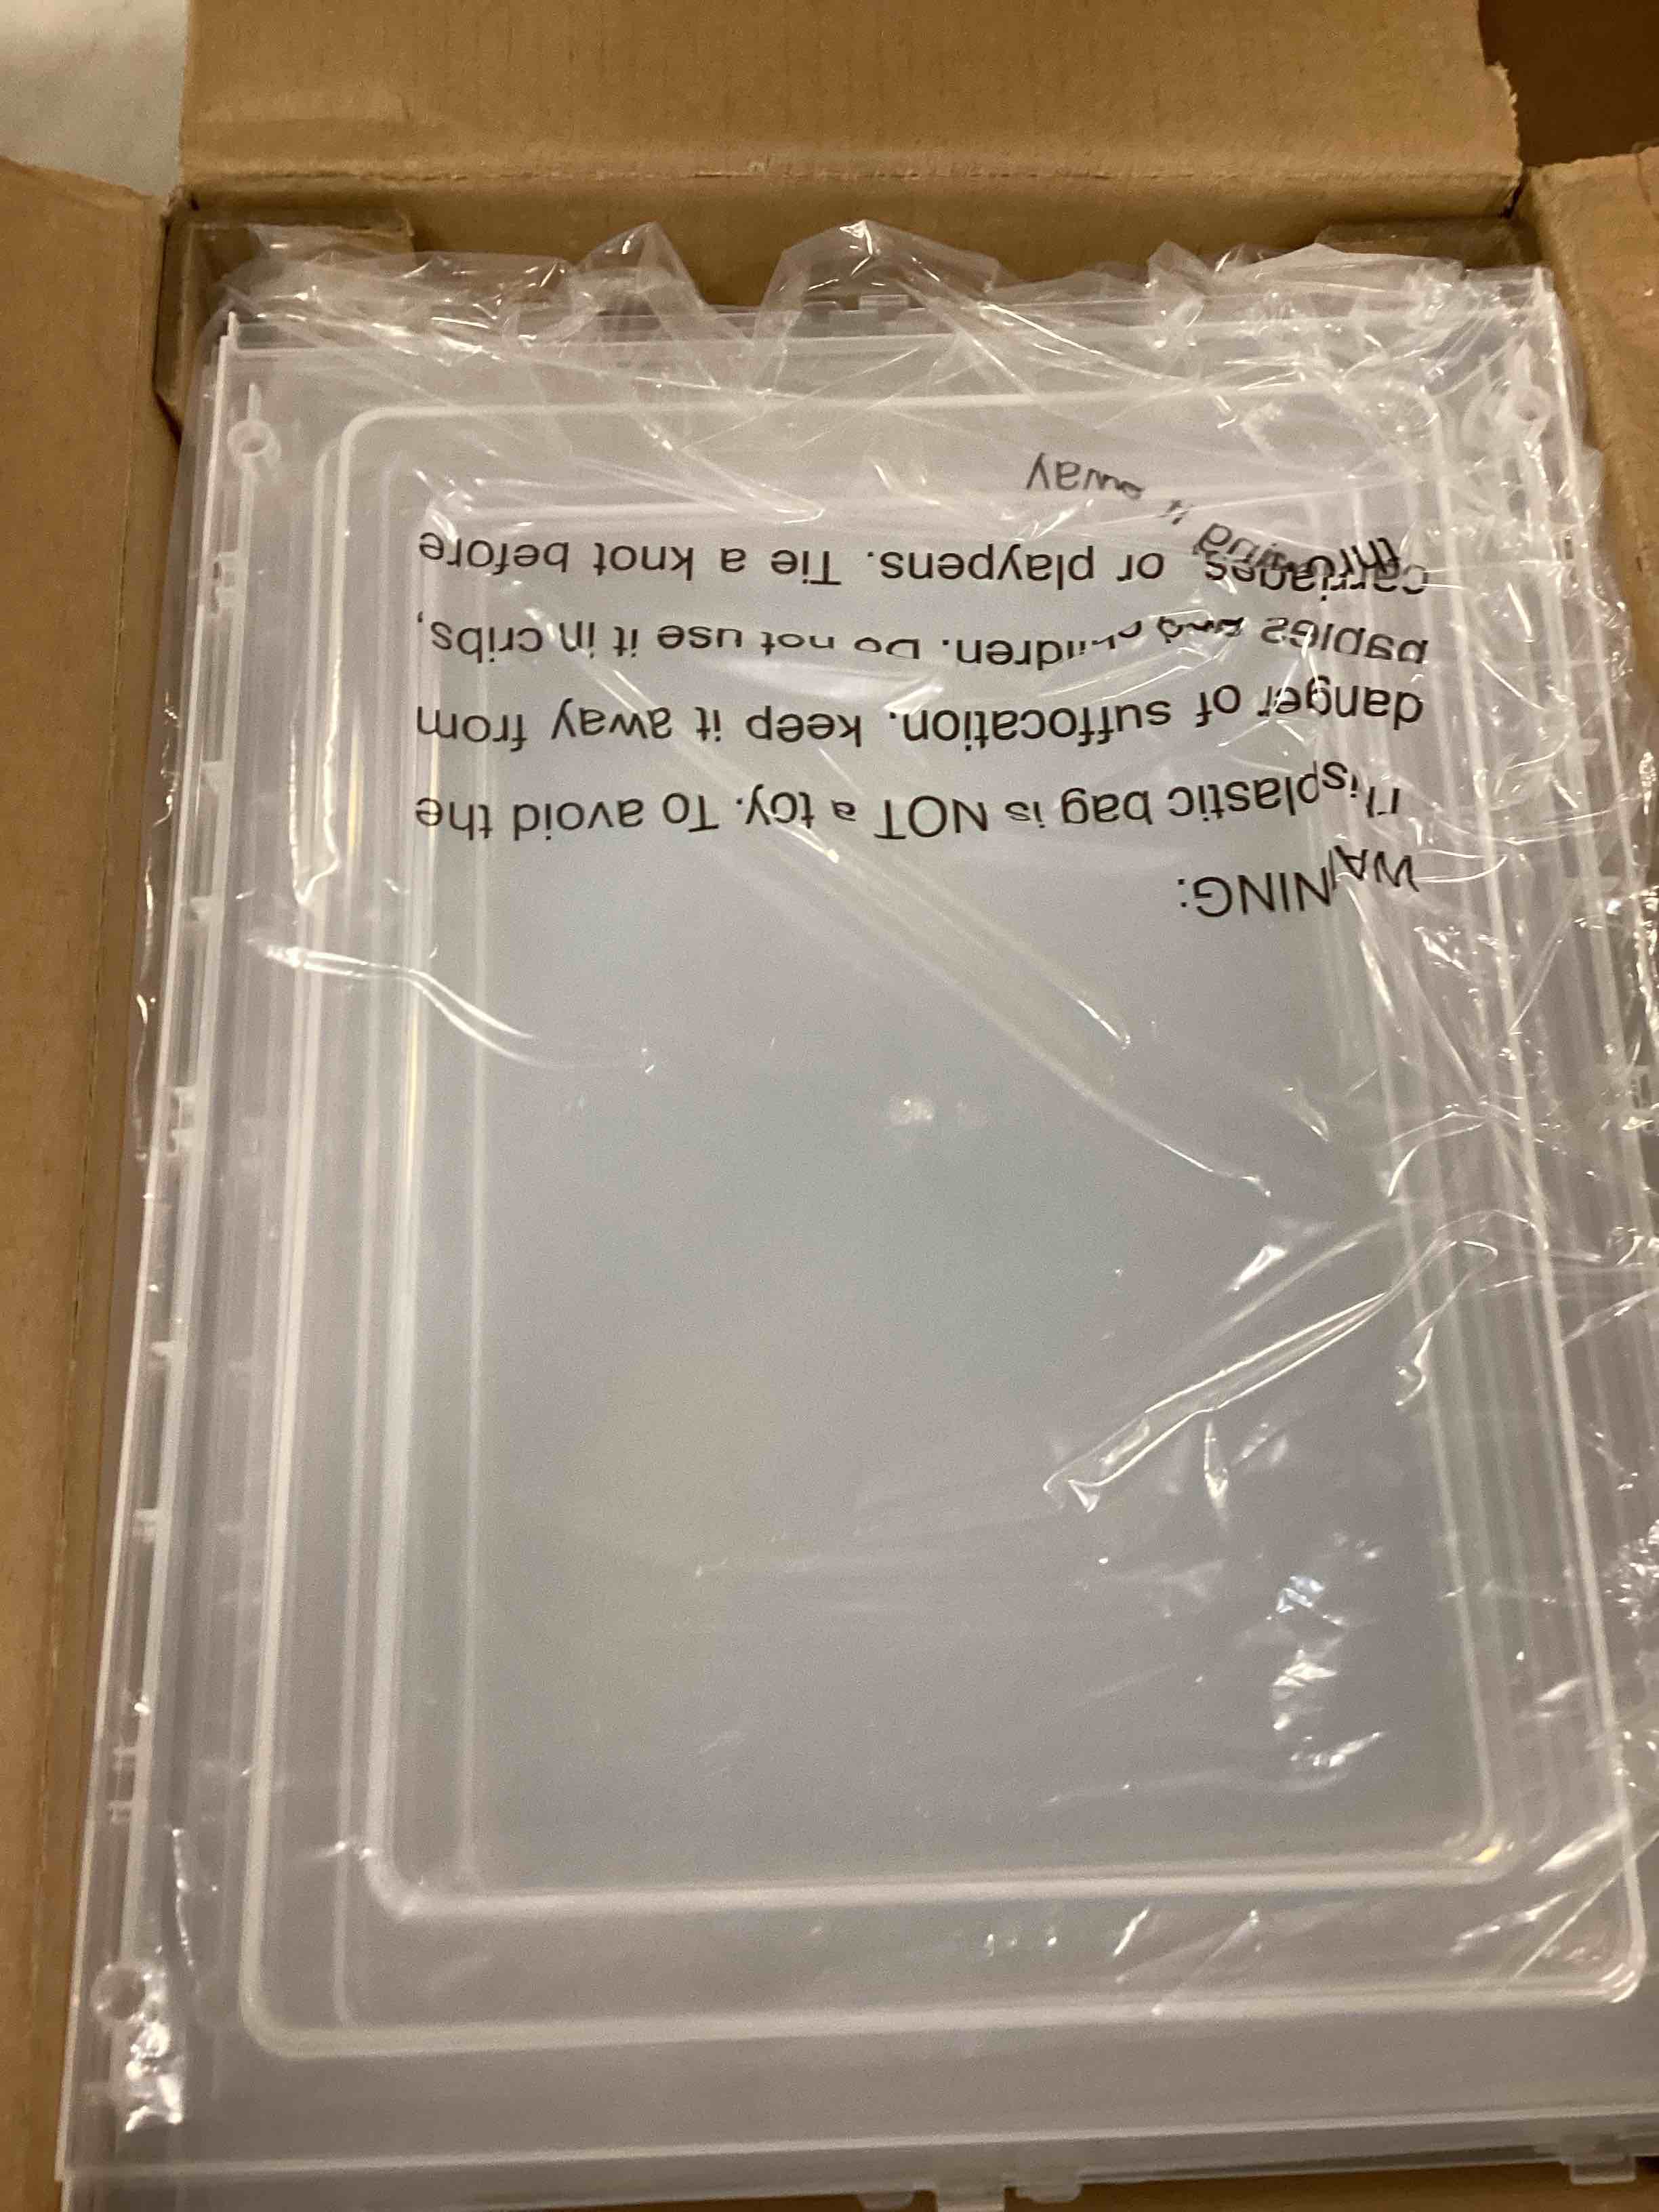 WARNING:
This plastic bag is NOT a toy. To avoid the
danger of suffocation. keep it away from
babies and children. Do not use it in cribs,
carriages, or playpens. Tie a knot before
throwing it away